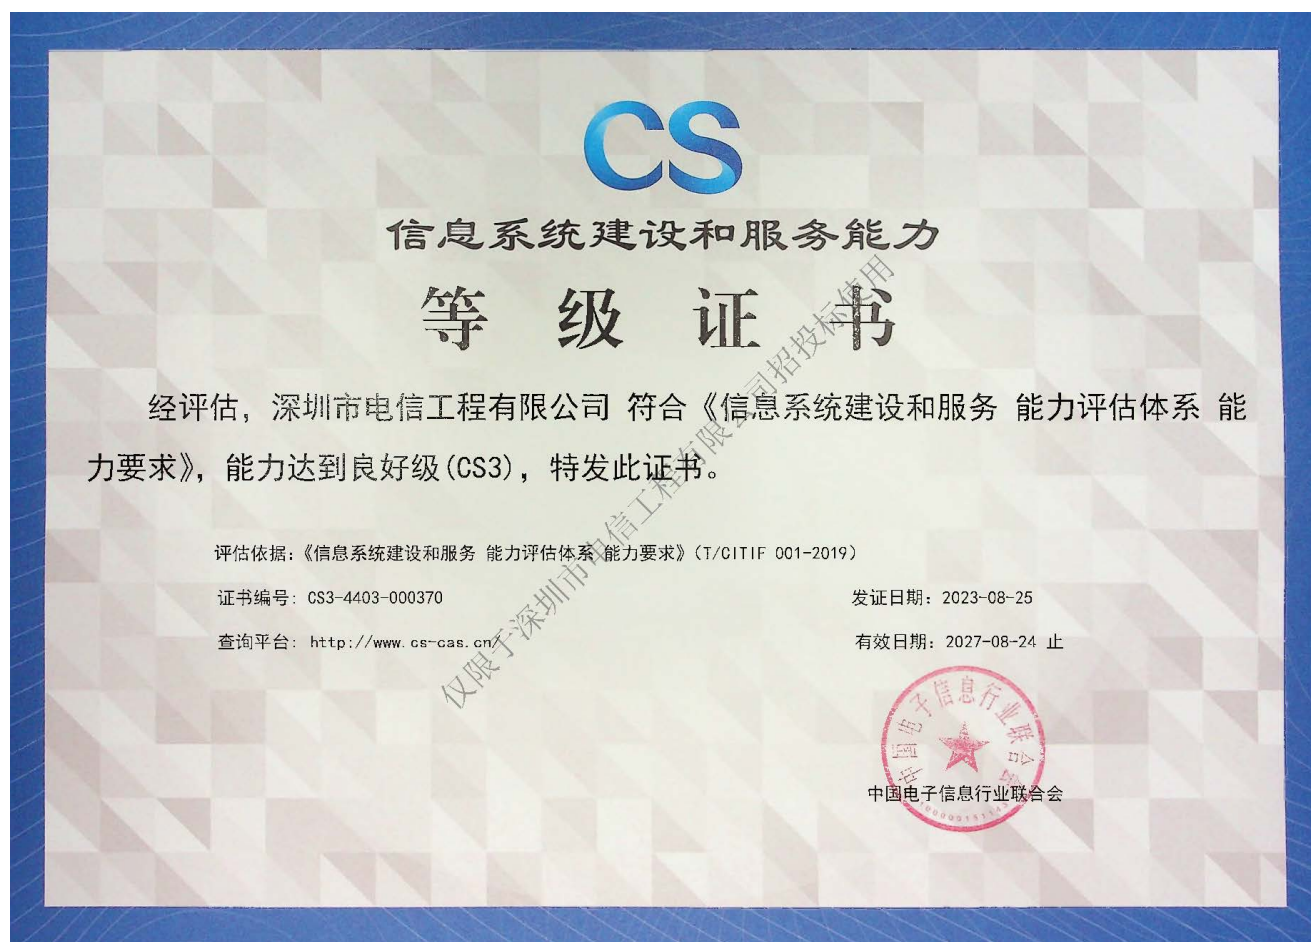 CS
信息系统建设和服务能力
等级证书
经评估，深圳市电信工程有限公司 符合《信息系统建设和服务 能力评估体系 能
力要求》，能力达到良好级(CS3)，特发此证书。
评估依据：《信息系统建设和服务 能力评估体系 能力要求》（T/CITIF 001-2019）
证书编号：CS3-4403-000370
发证日期：2023-08-25
查询平台：http://www.cs-cas.cn/
有效日期：2027-08-24 止
中国电子信息行业联合会
中国电子信息行业联合会
仅限于深圳市电信工程有限公司招投标使用